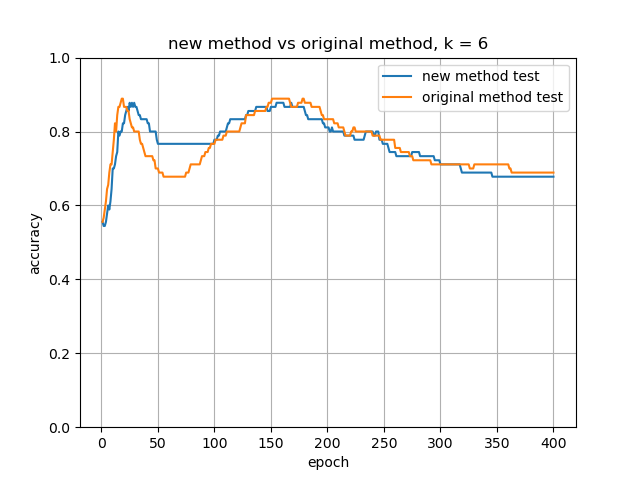 new method vs original method, k = 6
new method test
original method test
1.0
0.8
0.6
0.4
0.2
0.0
accuracy
0 50 100 150 200 250 300 350 400
epoch